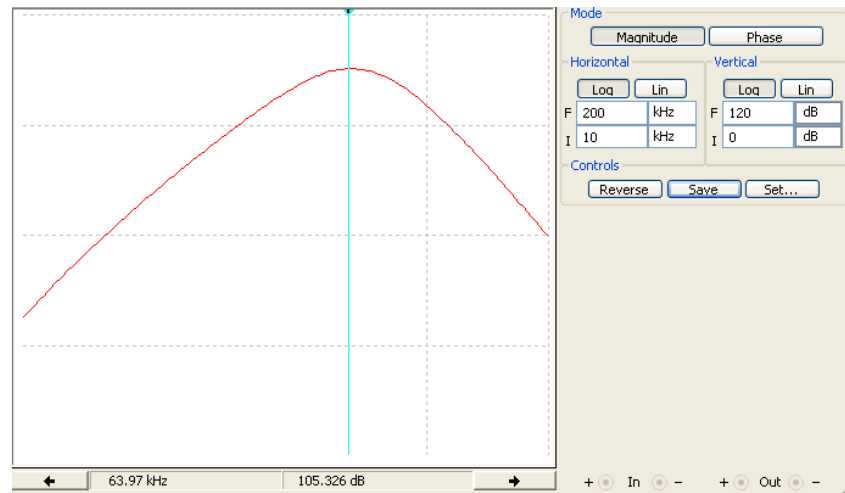 Mode
Magnitude Phase
Horizontal Vertical
Log Lin Log Lin
F 200 kHz F 120 dB
I 10 kHz I 0 dB
Controls
Reverse Save Set...
63.97 kHz 105.326 dB
+ In - + Out -